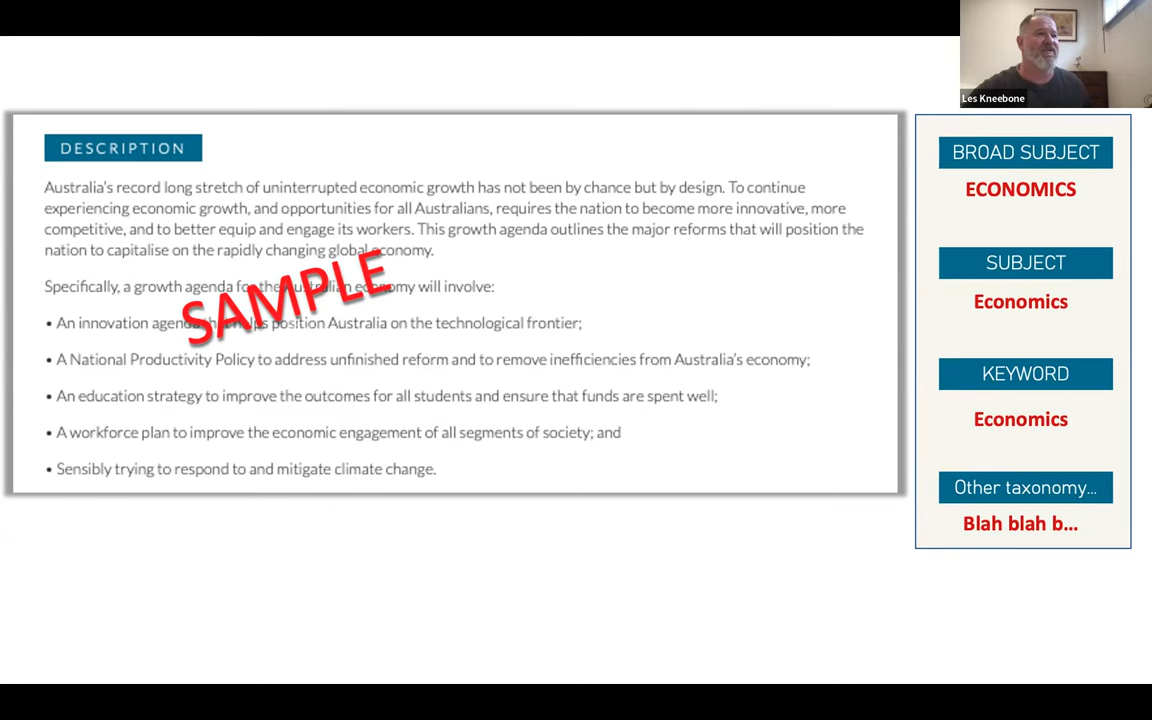 Les Kneebone
DESCRIPTION
Australia's record long stretch of uninterrupted economic growth has not been by chance but by design. To continue
experiencing economic growth, and opportunities for all Australians, requires the nation to become more innovative, more
competitive, and to better equip and engage its workers. This growth agenda outlines the major reforms that will position the
nation to capitalise on the rapidly changing global economy.
Specifically, a growth agenda for the Australian economy will involve:
• An innovation agenda that helps position Australia on the technological frontier;
• A National Productivity Policy to address unfinished reform and to remove inefficiencies from Australia's economy;
• An education strategy to improve the outcomes for all students and ensure that funds are spent well;
• A workforce plan to improve the economic engagement of all segments of society; and
• Sensibly trying to respond to and mitigate climate change.
SAMPLE
BROAD SUBJECT
ECONOMICS
SUBJECT
Economics
KEYWORD
Economics
Other taxonomy...
Blah blah b...